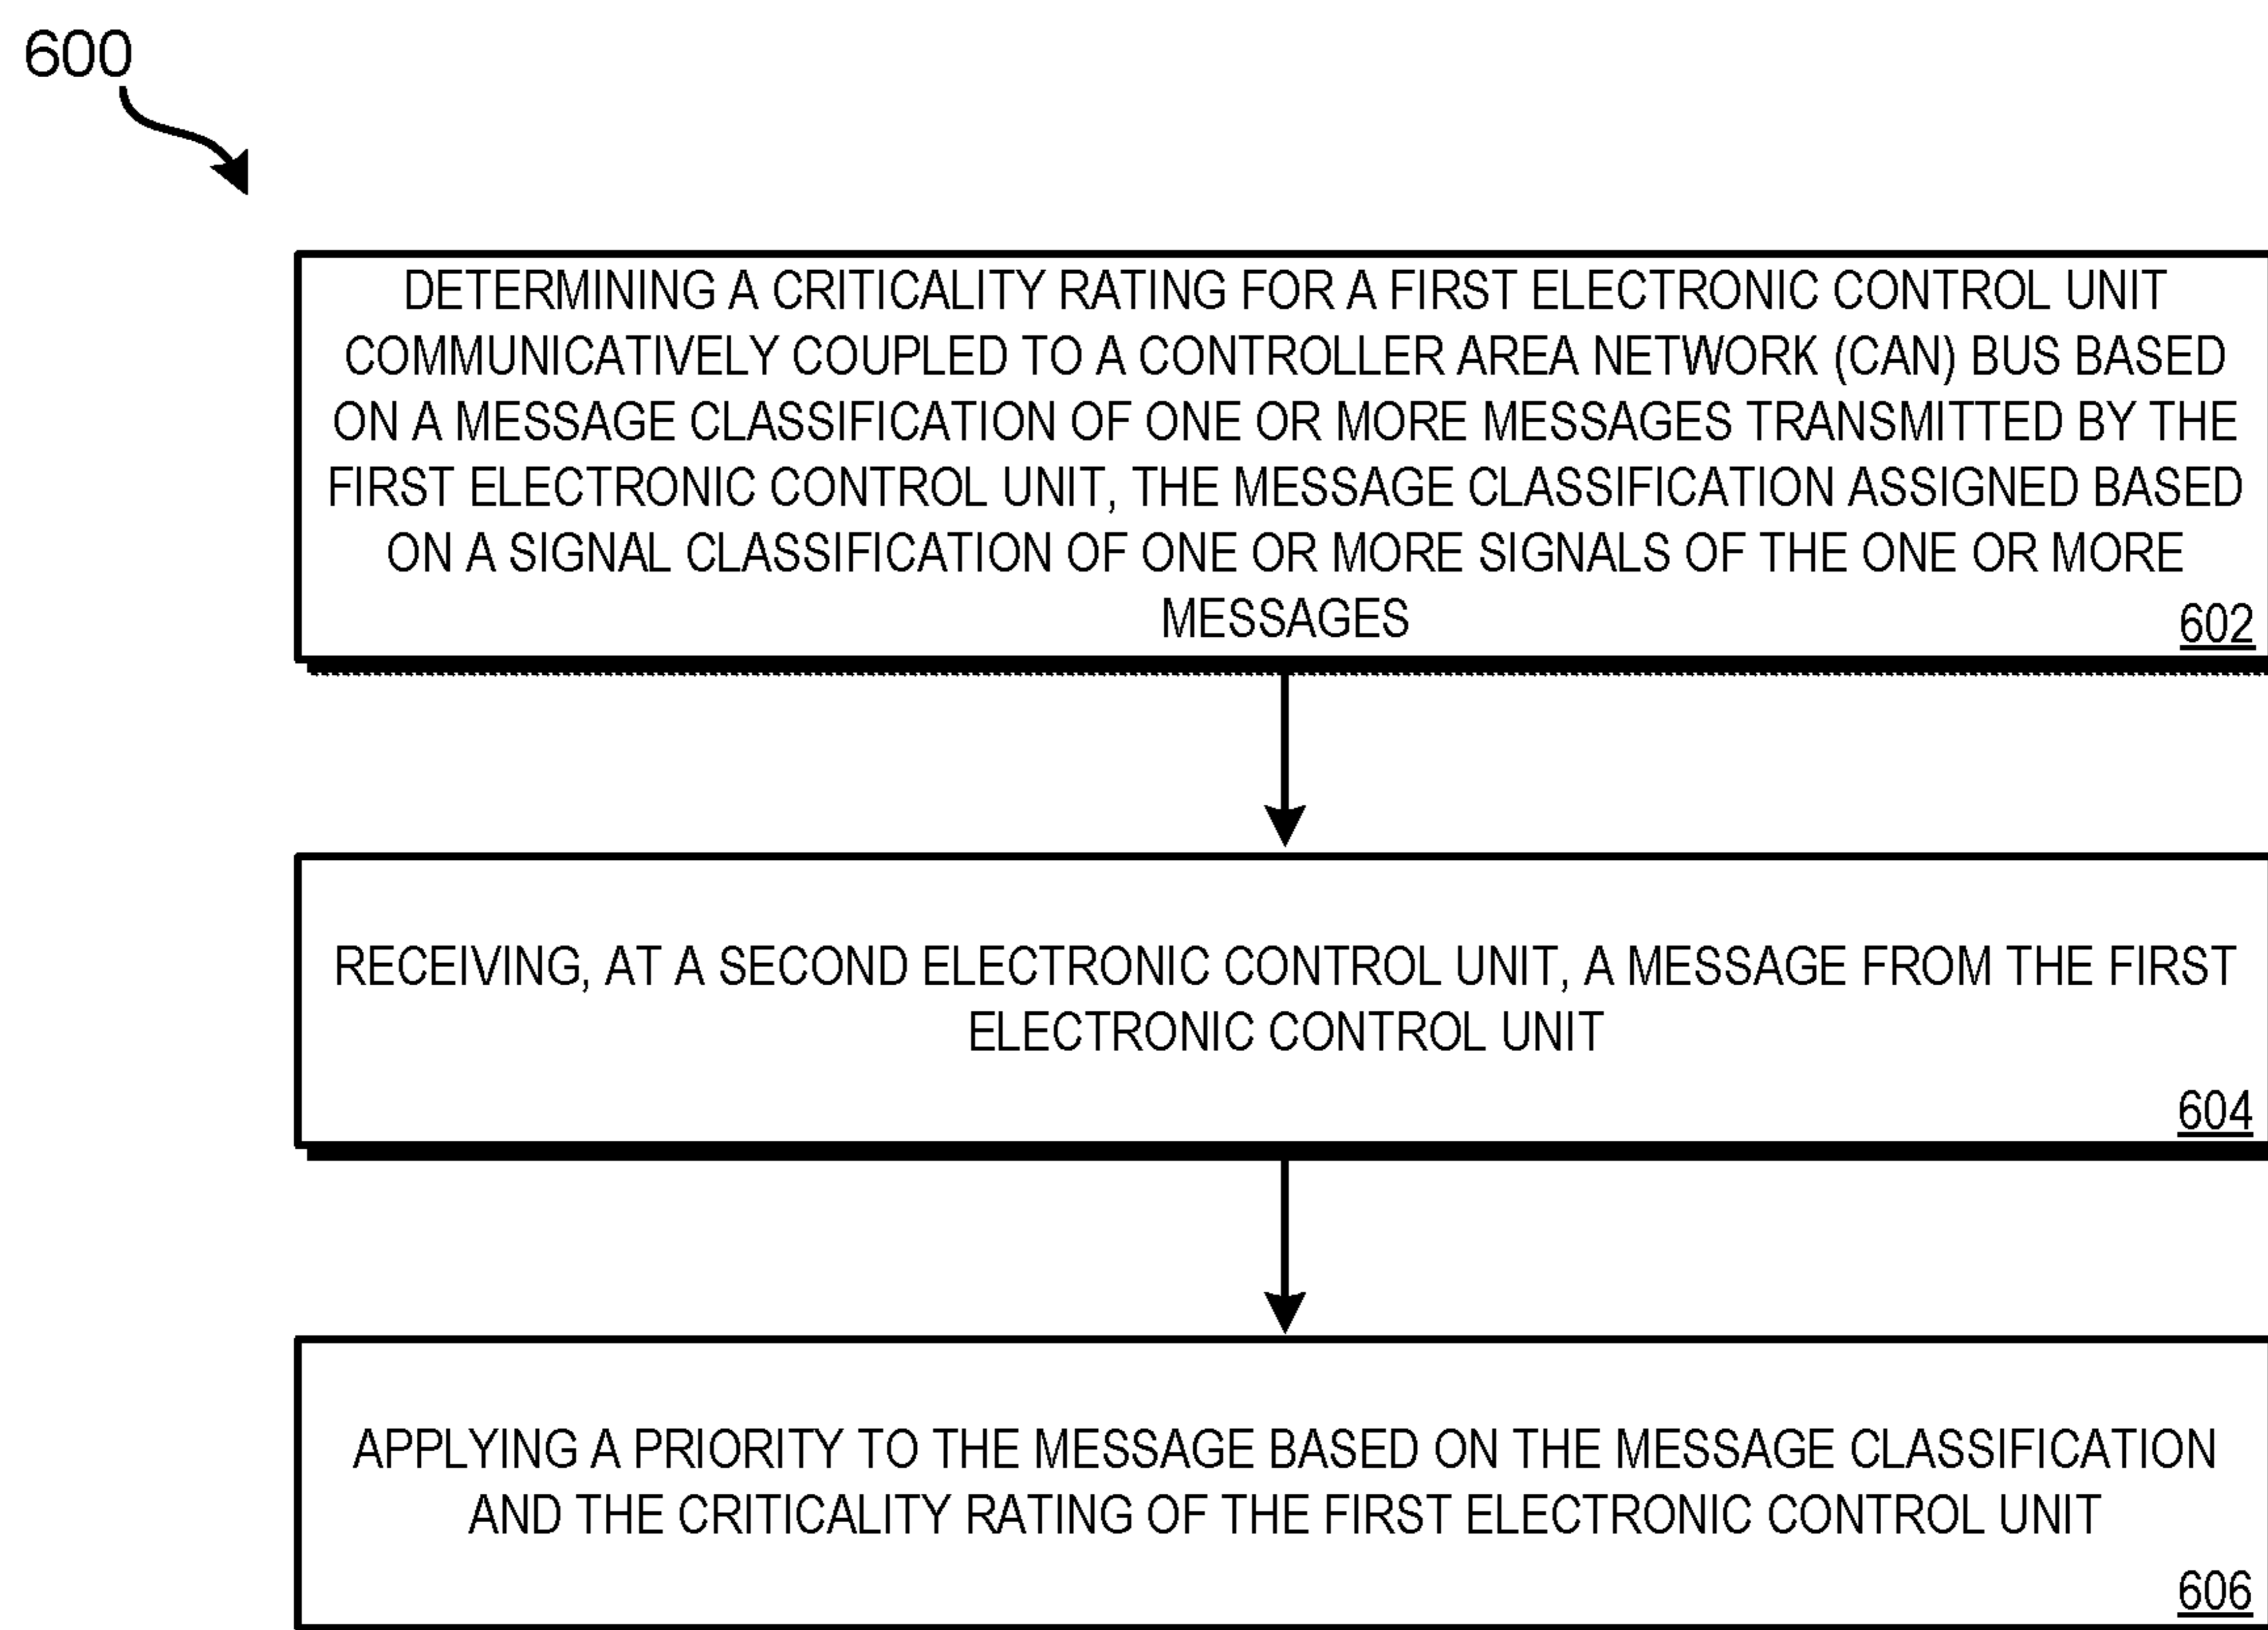 600
DETERMINING A CRITICALITY RATING FOR A FIRST ELECTRONIC CONTROL UNIT
COMMUNICATIVELY COUPLED TO A CONTROLLER AREA NETWORK (CAN) BUS BASED
ON A MESSAGE CLASSIFICATION OF ONE OR MORE MESSAGES TRANSMITTED BY THE
FIRST ELECTRONIC CONTROL UNIT, THE MESSAGE CLASSIFICATION ASSIGNED BASED
ON A SIGNAL CLASSIFICATION OF ONE OR MORE SIGNALS OF THE ONE OR MORE
MESSAGES
602
RECEIVING, AT A SECOND ELECTRONIC CONTROL UNIT, A MESSAGE FROM THE FIRST
ELECTRONIC CONTROL UNIT
604
APPLYING A PRIORITY TO THE MESSAGE BASED ON THE MESSAGE CLASSIFICATION
AND THE CRITICALITY RATING OF THE FIRST ELECTRONIC CONTROL UNIT
606